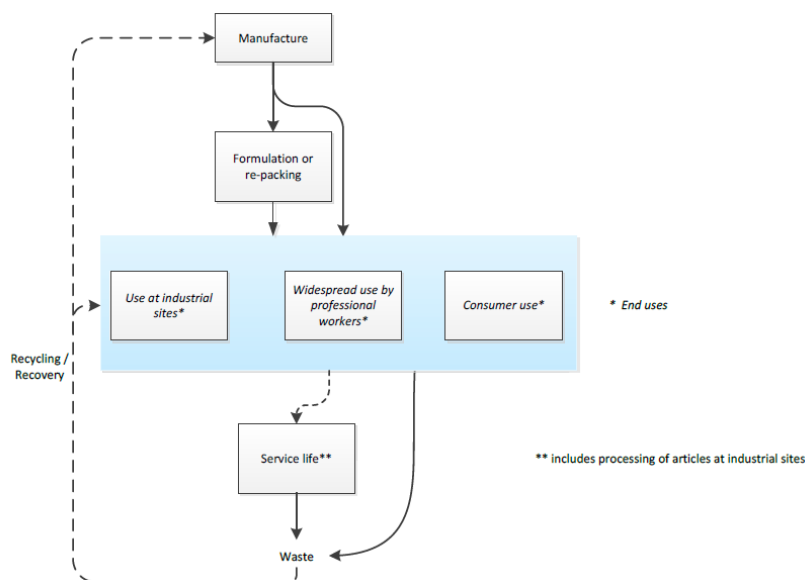 Manufacture
Formulation or
re-packing
Use at industrial
sites*
Widespread use by
professional
workers*
Consumer use*
* End uses
Recycling /
Recovery
Service life**
** includes processing of articles at industrial sites
Waste